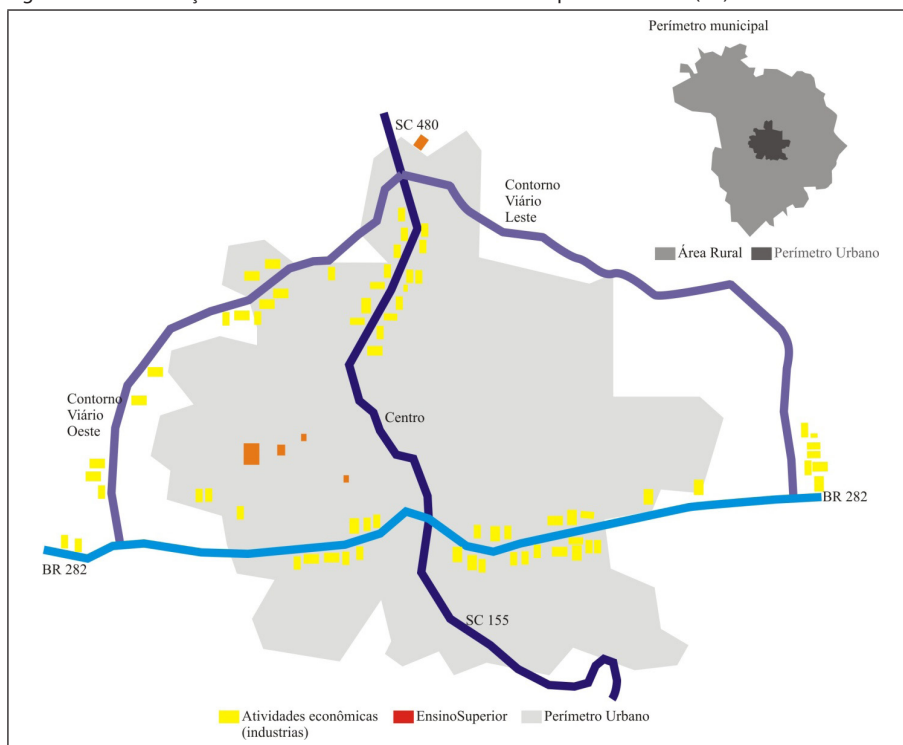 Perímetro municipal
SC 480
Contorno
Viário
Leste
Área Rural
Perímetro Urbano
Contorno
Viário
Oeste
Centro
BR 282
BR 282
SC 155
Atividades econômicas
(industrias)
EnsinoSuperior
Perímetro Urbano